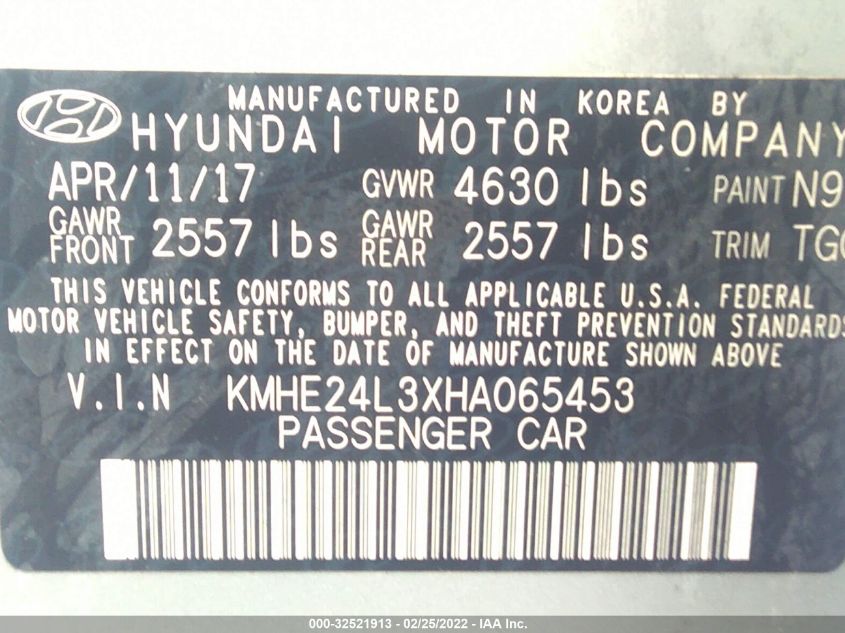 MANUFACTURED IN KOREA BY
HYUNDAI MOTOR COMPANY
APR/11/17 GVWR 4630 lbs PAINT N9
GAWR FRONT 2557 lbs GAWR REAR 2557 lbs TRIM TG
THIS VEHICLE CONFORMS TO ALL APPLICABLE U.S.A. FEDERAL
MOTOR VEHICLE SAFETY, BUMPER, AND THEFT PREVENTION STANDARDS
IN EFFECT ON THE DATE OF MANUFACTURE SHOWN ABOVE
V.I.N KMHE24L3XHA065453
PASSENGER CAR
000-32521913 - 02/25/2022 - IAA Inc.